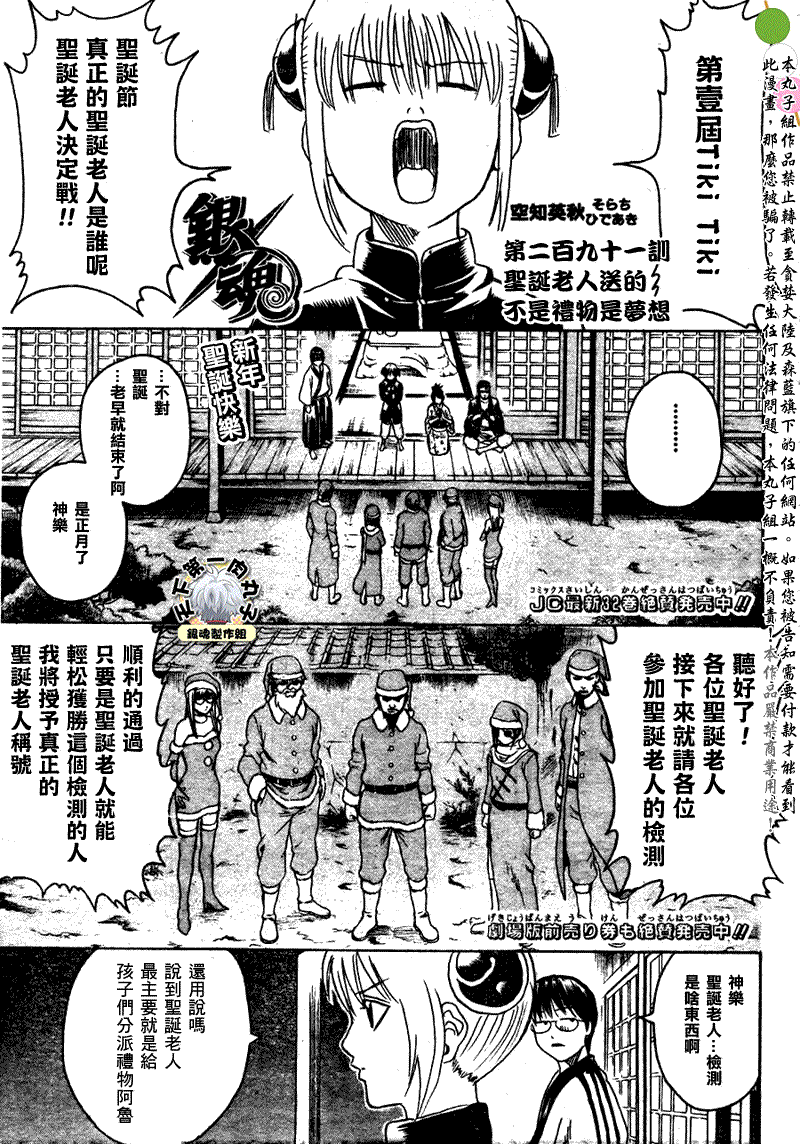 第壹屆Tiki Tiki
聖誕節
真正的聖誕老人是誰呢
聖誕老人決定戰!!
銀魂
空知英秋
そらち
ひであき
第二百九十一訓
聖誕老人送的
不是禮物是夢想
新年
聖誕快樂
…………
…不對
聖誕
…老早就結束了阿
是正月了
神樂
コミックスさいしん かんぜっさんはつばいちゅう
JC最新32巻絶賛発売中!!
天下第一肉丸子
銀魂製作組
聽好了!
各位聖誕老人
接下來就請各位
參加聖誕老人的檢測
順利的通過
只要是聖誕老人就能
輕松獲勝這個檢測的人
我將授予真正的
聖誕老人稱號
げきじょうばんまえ う けん ぜっさんはつばいちゅう
劇場版前売り券も絶賛発売中!!
神樂
聖誕老人…檢測
是啥東西啊
還用說嗎
說到聖誕老人
最主要就是給
孩子們分派禮物阿魯
本丸子組作品禁止轉載至貪婪大陸及森藍旗下的任何網站。如果您被告知需要付款才能看到
此漫畫，那麼您被騙了。若發生任何法律問題，本丸子組一概不負責！本作品嚴禁商業用途！